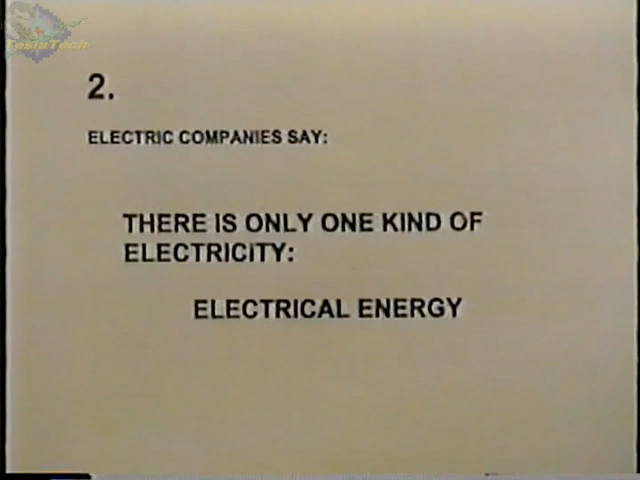 TeslaTech
2.
ELECTRIC COMPANIES SAY:
THERE IS ONLY ONE KIND OF
ELECTRICITY:
ELECTRICAL ENERGY